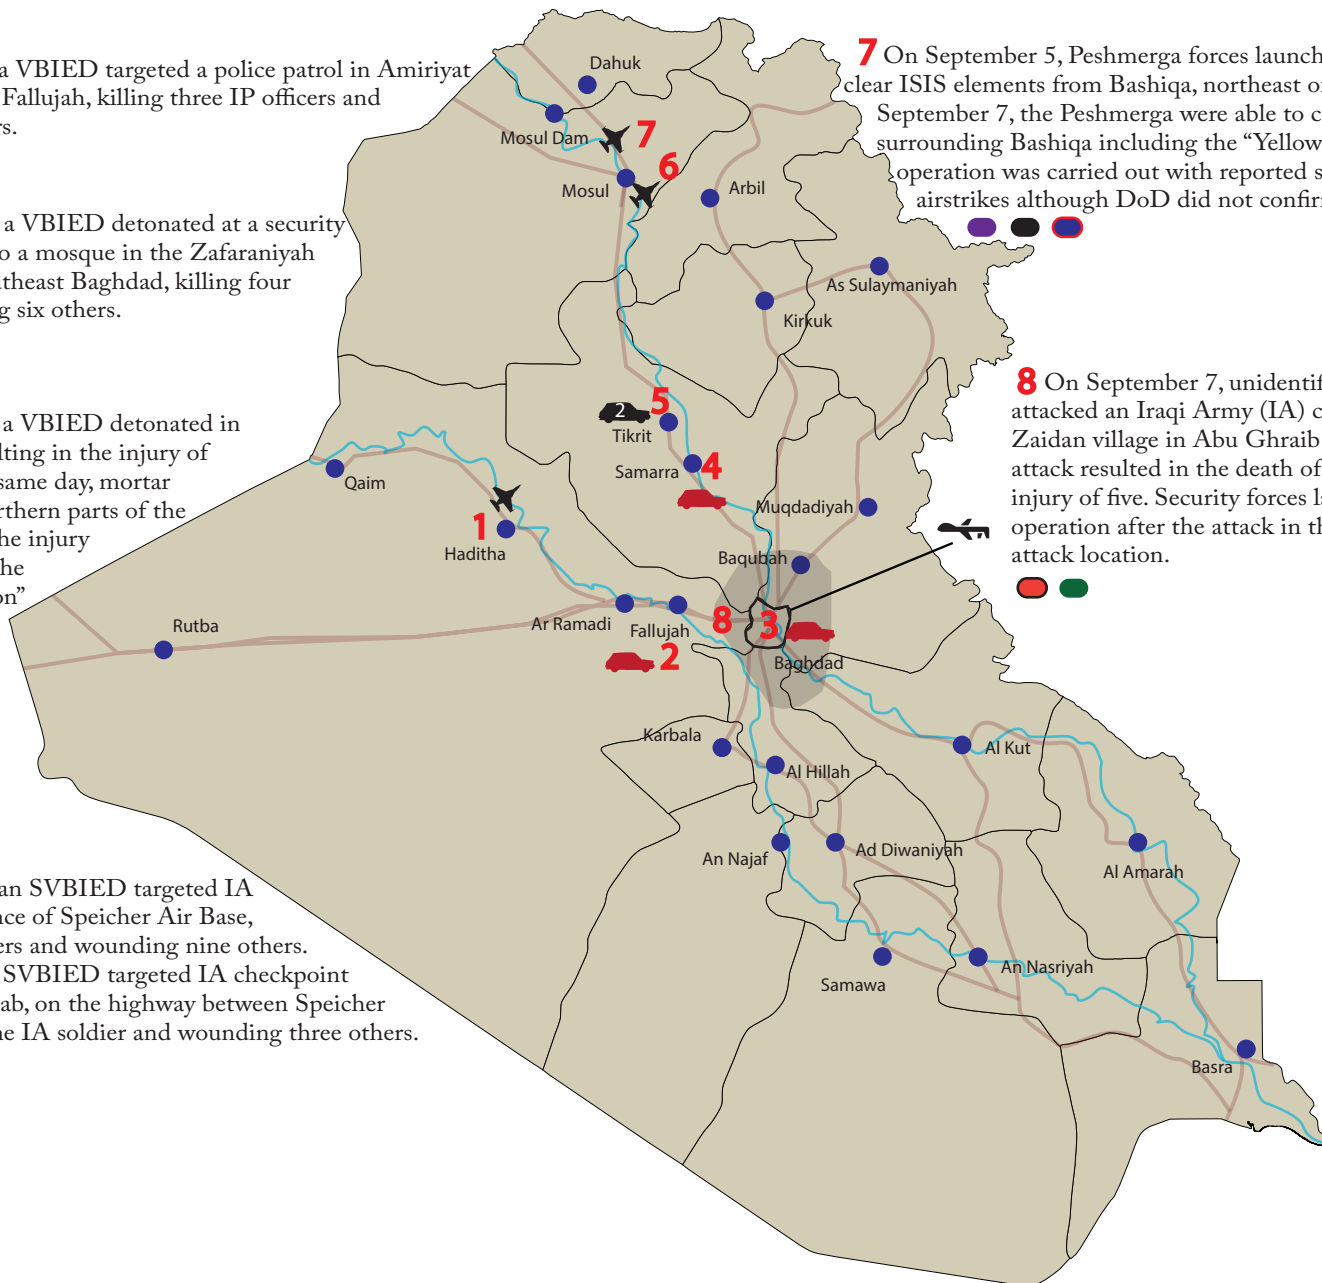 a VBIED targeted a police patrol in Amiriyat
Fallujah, killing three IP officers and
rs.
a VBIED detonated at a security
o a mosque in the Zafaraniyah
utheast Baghdad, killing four
g six others.
a VBIED detonated in
lting in the injury of
same day, mortar
rthern parts of the
he injury
he
on”
an SVBIED targeted IA
nce of Speicher Air Base,
ers and wounding nine others.
SVBIED targeted IA checkpoint
ab, on the highway between Speicher
ne IA soldier and wounding three others.
7 On September 5, Peshmerga forces launch
clear ISIS elements from Bashiqa, northeast o
September 7, the Peshmerga were able to c
surrounding Bashiqa including the “Yellow
operation was carried out with reported s
airstrikes although DoD did not confir
8 On September 7, unidentif
attacked an Iraqi Army (IA) c
Zaidan village in Abu Ghraib
attack resulted in the death of
injury of five. Security forces l
operation after the attack in th
attack location.
Dahuk
Mosul Dam
7
6
Mosul
Arbil
As Sulaymaniyah
Kirkuk
2
5
Tikrit
Samarra
4
Qaim
Muqdadiyah
1
Haditha
Baqubah
Rutba
Ar Ramadi
Fallujah
8
3
2
Baghdad
Karbala
Al Kut
Al Hillah
An Najaf
Ad Diwaniyah
Al Amarah
Samawa
An Nasriyah
Basra